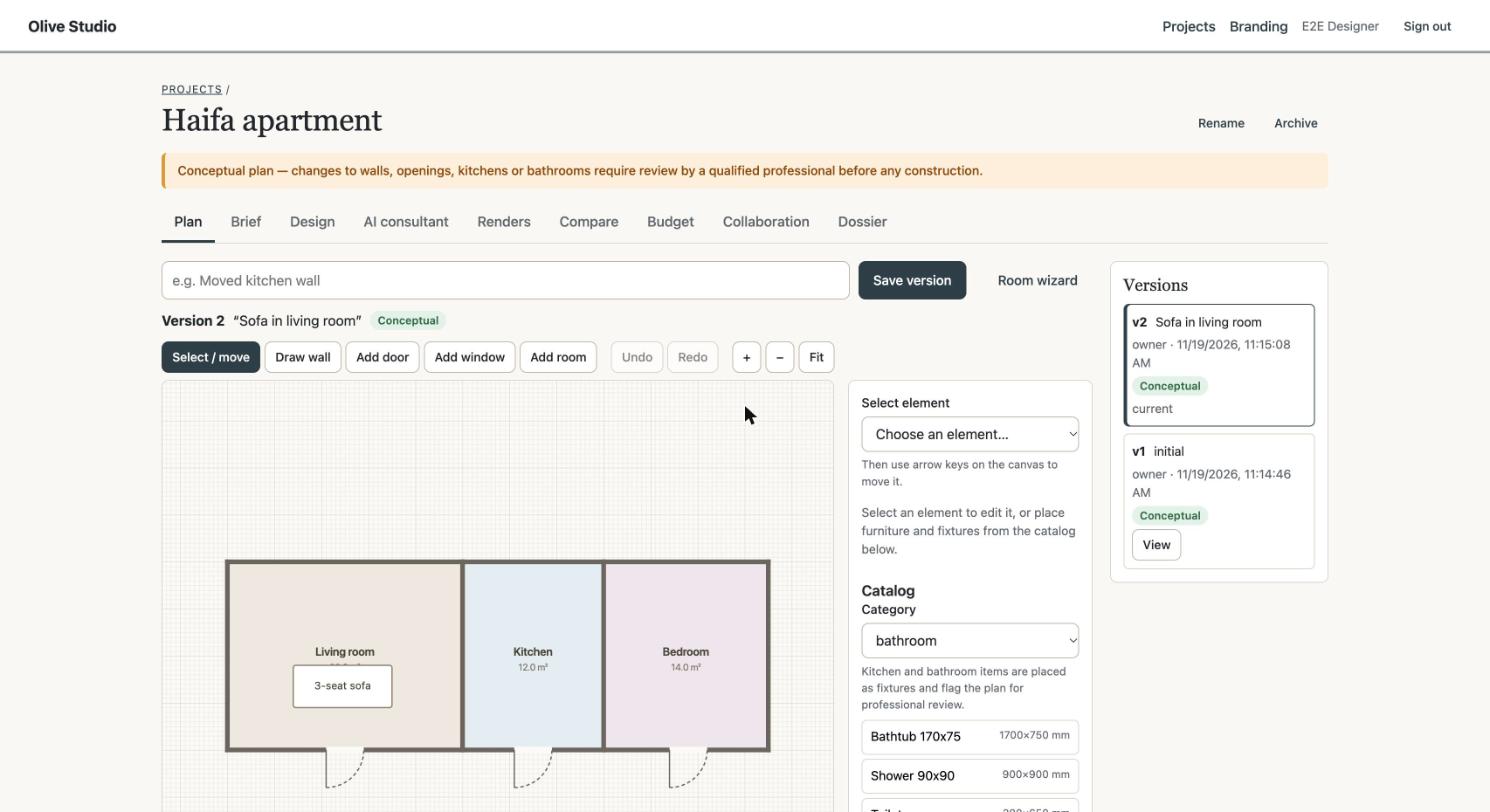 Olive Studio
Projects Branding E2E Designer Sign out
PROJECTS /
Haifa apartment
Rename Archive
Conceptual plan — changes to walls, openings, kitchens or bathrooms require review by a qualified professional before any construction.
Plan Brief Design AI consultant Renders Compare Budget Collaboration Dossier
e.g. Moved kitchen wall
Save version
Room wizard
Version 2 “Sofa in living room” Conceptual
Select / move Draw wall Add door Add window Add room Undo Redo + − Fit
Living room
3-seat sofa
Kitchen
12.0 m²
Bedroom
14.0 m²
Select element
Choose an element...
Then use arrow keys on the canvas to
move it.
Select an element to edit it, or place
furniture and fixtures from the catalog
below.
Catalog
Category
bathroom
Kitchen and bathroom items are placed
as fixtures and flag the plan for
professional review.
Bathtub 170x75 1700×750 mm
Shower 90x90 900×900 mm
Versions
v2 Sofa in living room
owner · 11/19/2026, 11:15:08
AM
Conceptual
current
v1 initial
owner · 11/19/2026, 11:14:46
AM
Conceptual
View